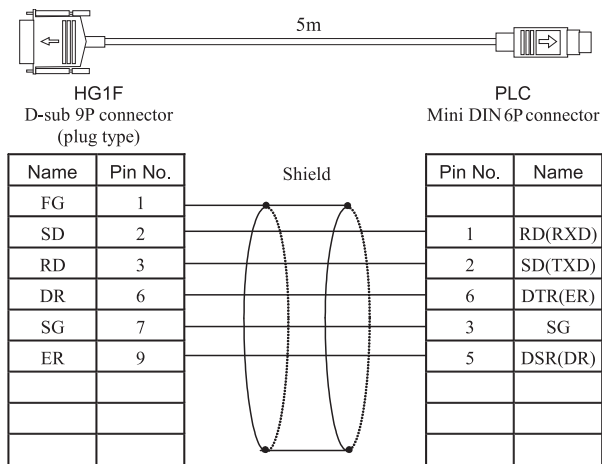 5m
HG1F
D-sub 9P connector
(plug type)
PLC
Mini DIN 6P connector
Name Pin No. Shield Pin No. Name
FG 1
SD 2 1 RD(RXD)
RD 3 2 SD(TXD)
DR 6 6 DTR(ER)
SG 7 3 SG
ER 9 5 DSR(DR)